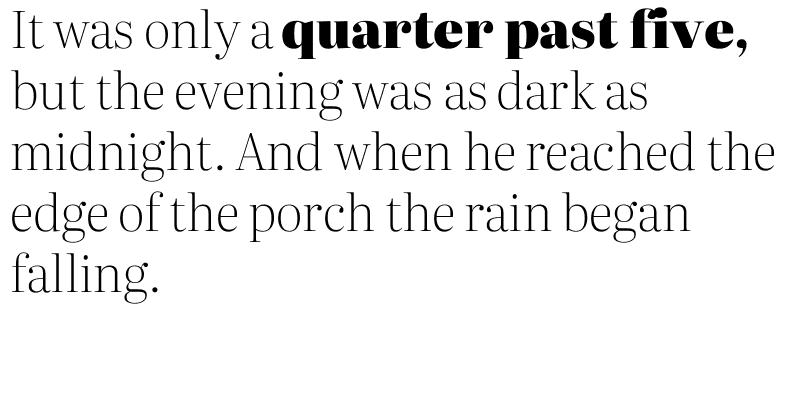 It was only a quarter past five,
but the evening was as dark as
midnight. And when he reached the
edge of the porch the rain began
falling.